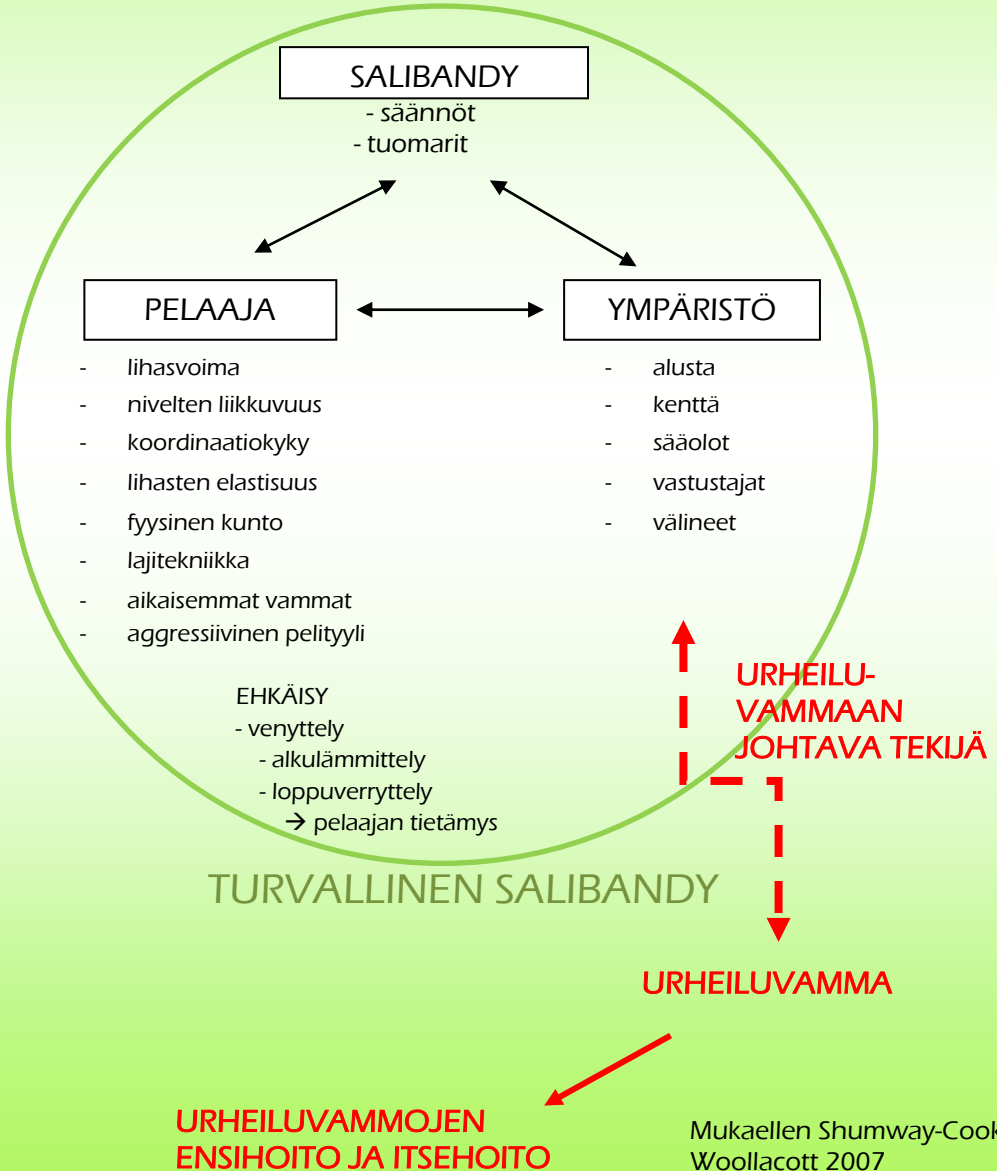 SALIBANDY
- säännöt
- tuomarit
PELAAJA
- lihasvoima
- nivelten liikkuvuus
- koordinaatiokyky
- lihasten elastisuus
- fyysinen kunto
- lajitekniikka
- aikaisemmat vammat
- aggressiivinen pelityyli
YMPÄRISTÖ
- alusta
- kenttä
- sääolot
- vastustajat
- välineet
EHKÄISY
- venyttely
- alkulämmittely
- loppuverryttely
→ pelaajan tietämys
URHEILU-
VAMMAAN
JOHTAVA TEKIJÄ
TURVALLINEN SALIBANDY
URHEILUVAMMA
URHEILUVAMMOJEN
ENSIHOITO JA ITSEHOITO
Mukaellen Shumway-Cook
Woollacott 2007